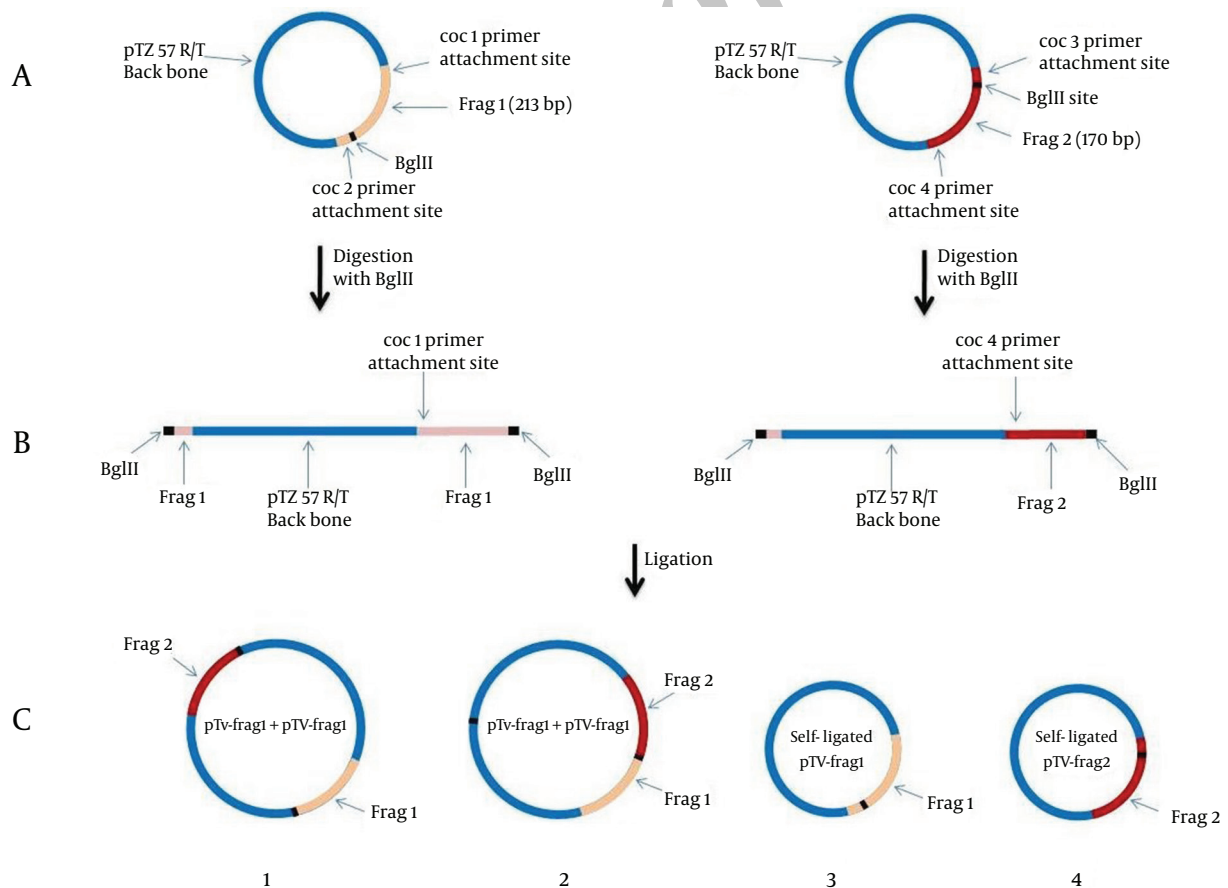 A
pTZ 57 R/T
Back bone
coc 1 primer
attachment site
Frag 1 (213 bp)
BglII
coc 2 primer
attachment site
pTZ 57 R/T
Back bone
coc 3 primer
attachment site
BglII site
Frag 2 (170 bp)
coc 4 primer
attachment site
Digestion
with BglII
Digestion
with BglII
B
coc 1 primer
attachment site
BglII
Frag 1
pTZ 57 R/T
Back bone
Frag 1
BglII
coc 4 primer
attachment site
BglII
pTZ 57 R/T
Back bone
Frag 2
BglII
Ligation
C
Frag 2
pTv-frag1 + pTV-frag1
Frag 1
pTv-frag1 + pTV-frag1
Frag 2
Frag 1
Self- ligated
pTV-frag1
Frag 1
Self- ligated
pTV-frag2
Frag 2
1
2
3
4